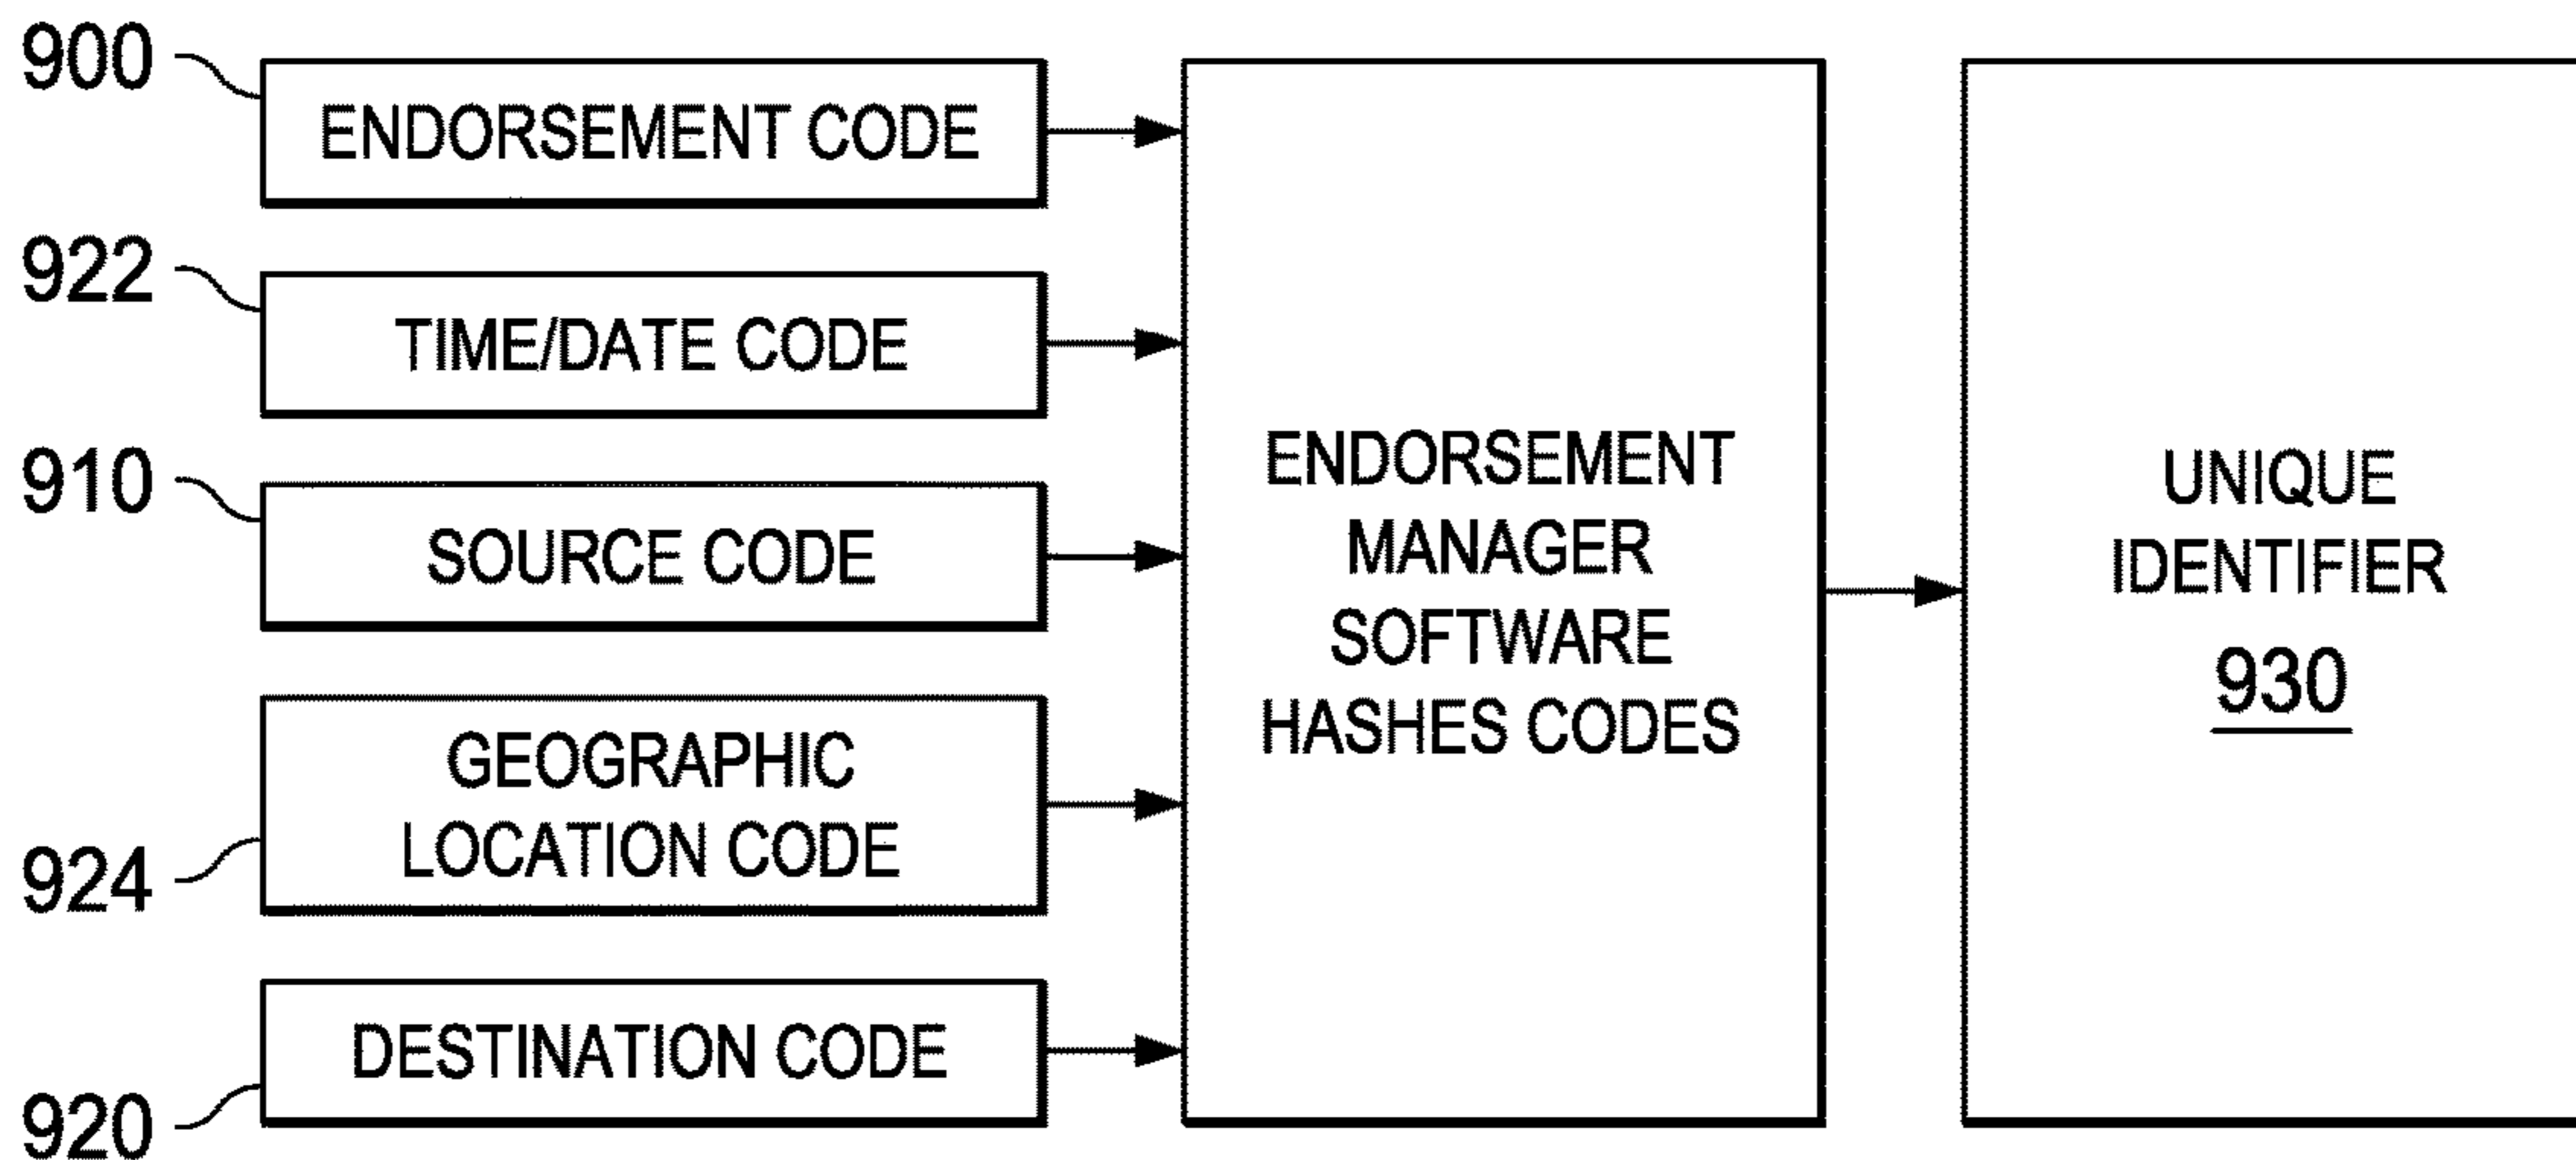 900
ENDORSEMENT CODE
922
TIME/DATE CODE
910
SOURCE CODE
924
GEOGRAPHIC
LOCATION CODE
920
DESTINATION CODE
ENDORSEMENT
MANAGER
SOFTWARE
HASHES CODES
UNIQUE
IDENTIFIER
930